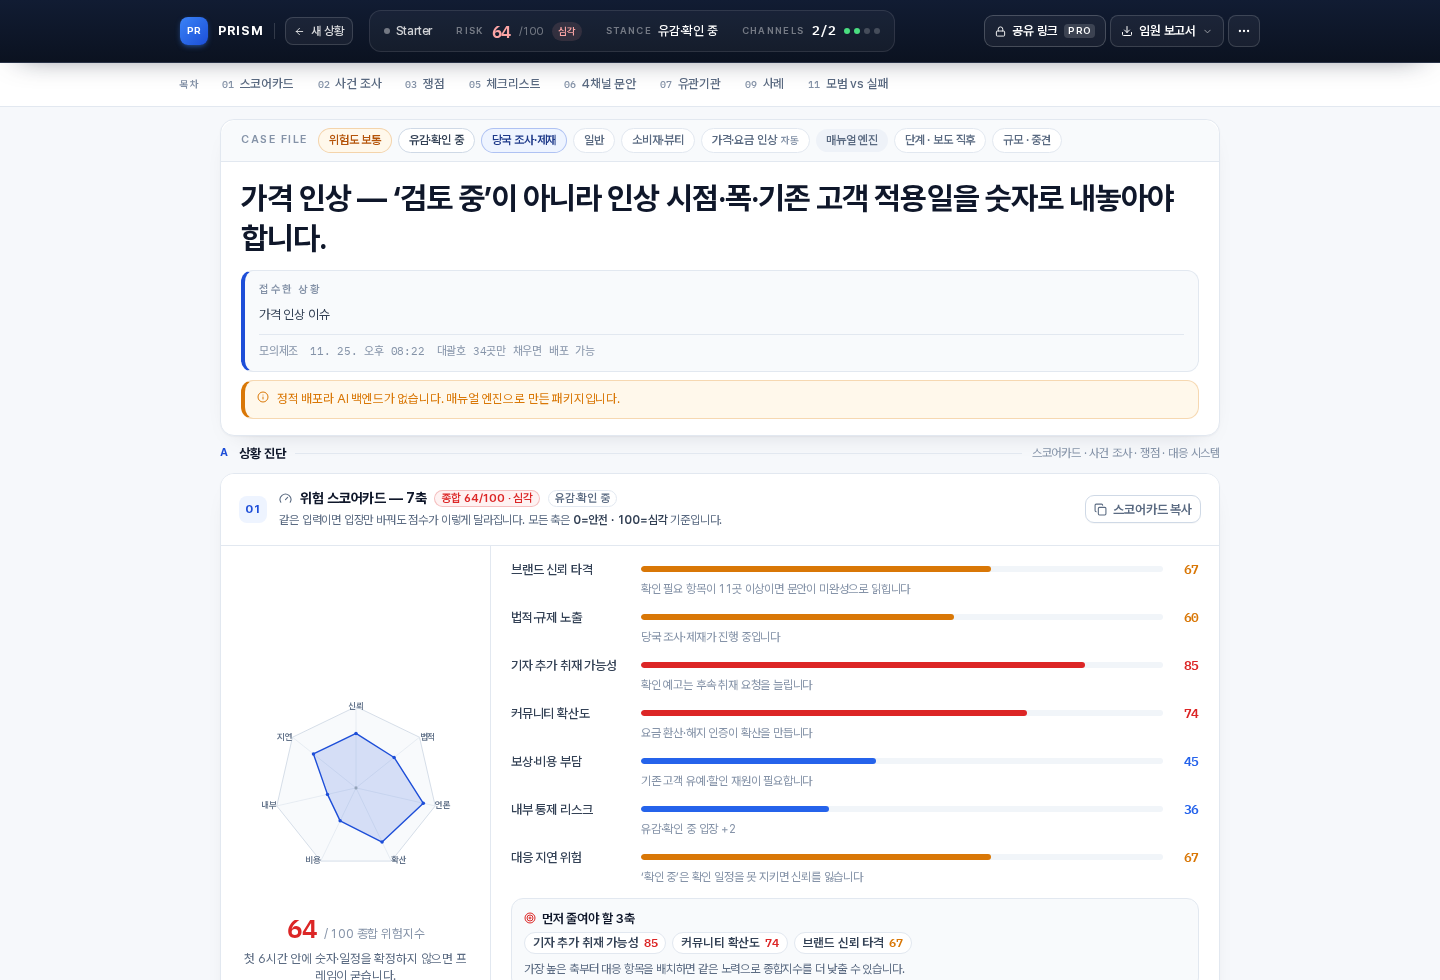 PR PRISM ← 새 상황 Starter RISK 64 /100 심각 STANCE 유감·확인 중 CHANNELS 2/2 공유 링크 PRO 임원 보고서 ···
목차 01 스코어카드 02 사건 조사 03 쟁점 05 체크리스트 06 4채널 문안 07 유관기관 09 사례 11 모범 vs 실패
CASE FILE 위험도 보통 유감·확인 중 당국 조사·제재 일반 소비재·뷰티 가격·요금 인상 자동 매뉴얼 엔진 단계 · 보도 직후 규모 · 중견
가격 인상 — ‘검토 중’이 아니라 인상 시점·폭·기존 고객 적용일을 숫자로 내놓아야
합니다.
접수한 상황
가격 인상 이슈
모의제조 11. 25. 오후 08:22 대괄호 34곳만 채우면 배포 가능
정적 배포라 AI 백엔드가 없습니다. 매뉴얼 엔진으로 만든 패키지입니다.
A 상황 진단 스코어카드 · 사건 조사 · 쟁점 · 대응 시스템
01 위험 스코어카드 — 7축 종합 64/100 · 심각 유감·확인 중
같은 입력이면 입장만 바꿔도 점수가 이렇게 달라집니다. 모든 축은 0=안전 · 100=심각 기준입니다.
스코어카드 복사
신뢰
법적
언론
확산
비용
내부
지연
64 / 100 종합 위험지수
첫 6시간 안에 숫자·일정을 확정하지 않으면 프
레임이 굳습니다.
브랜드 신뢰 타격 67
확인 필요 항목이 11곳 이상이면 문안이 미완성으로 읽힙니다
법적·규제 노출 60
당국 조사·제재가 진행 중입니다
기자 추가 취재 가능성 85
확인 예고는 후속 취재 요청을 늘립니다
커뮤니티 확산도 74
요금 환산·해지 인증이 확산을 만듭니다
보상·비용 부담 45
기존 고객 유예·할인 재원이 필요합니다
내부 통제 리스크 36
유감·확인 중 입장 +2
대응 지연 위험 67
‘확인 중’은 확인 일정을 못 지키면 신뢰를 잃습니다
먼저 줄여야 할 3축
기자 추가 취재 가능성 85 커뮤니티 확산도 74 브랜드 신뢰 타격 67
가장 높은 축부터 대응 항목을 배치하면 같은 노력으로 종합지수를 더 낮출 수 있습니다.